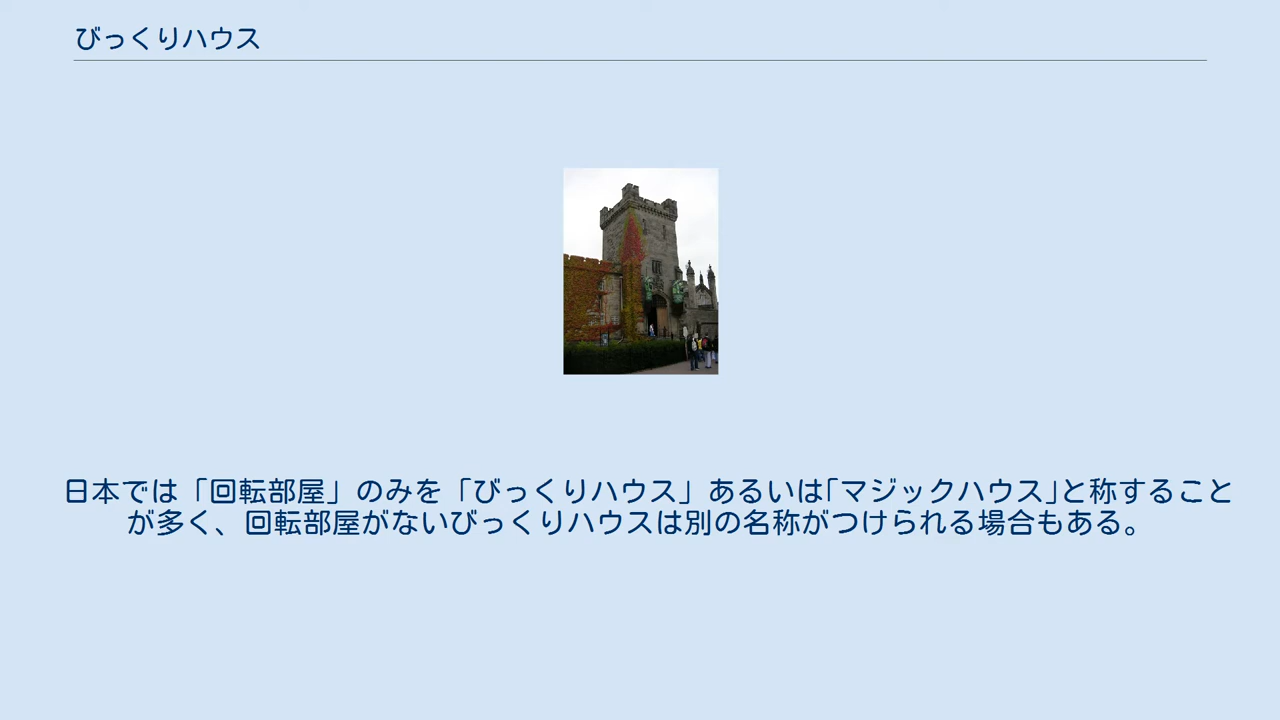 びっくりハウス
日本では「回転部屋」のみを「びっくりハウス」あるいは｢マジックハウス｣と称すること
が多く、回転部屋がないびっくりハウスは別の名称がつけられる場合もある。